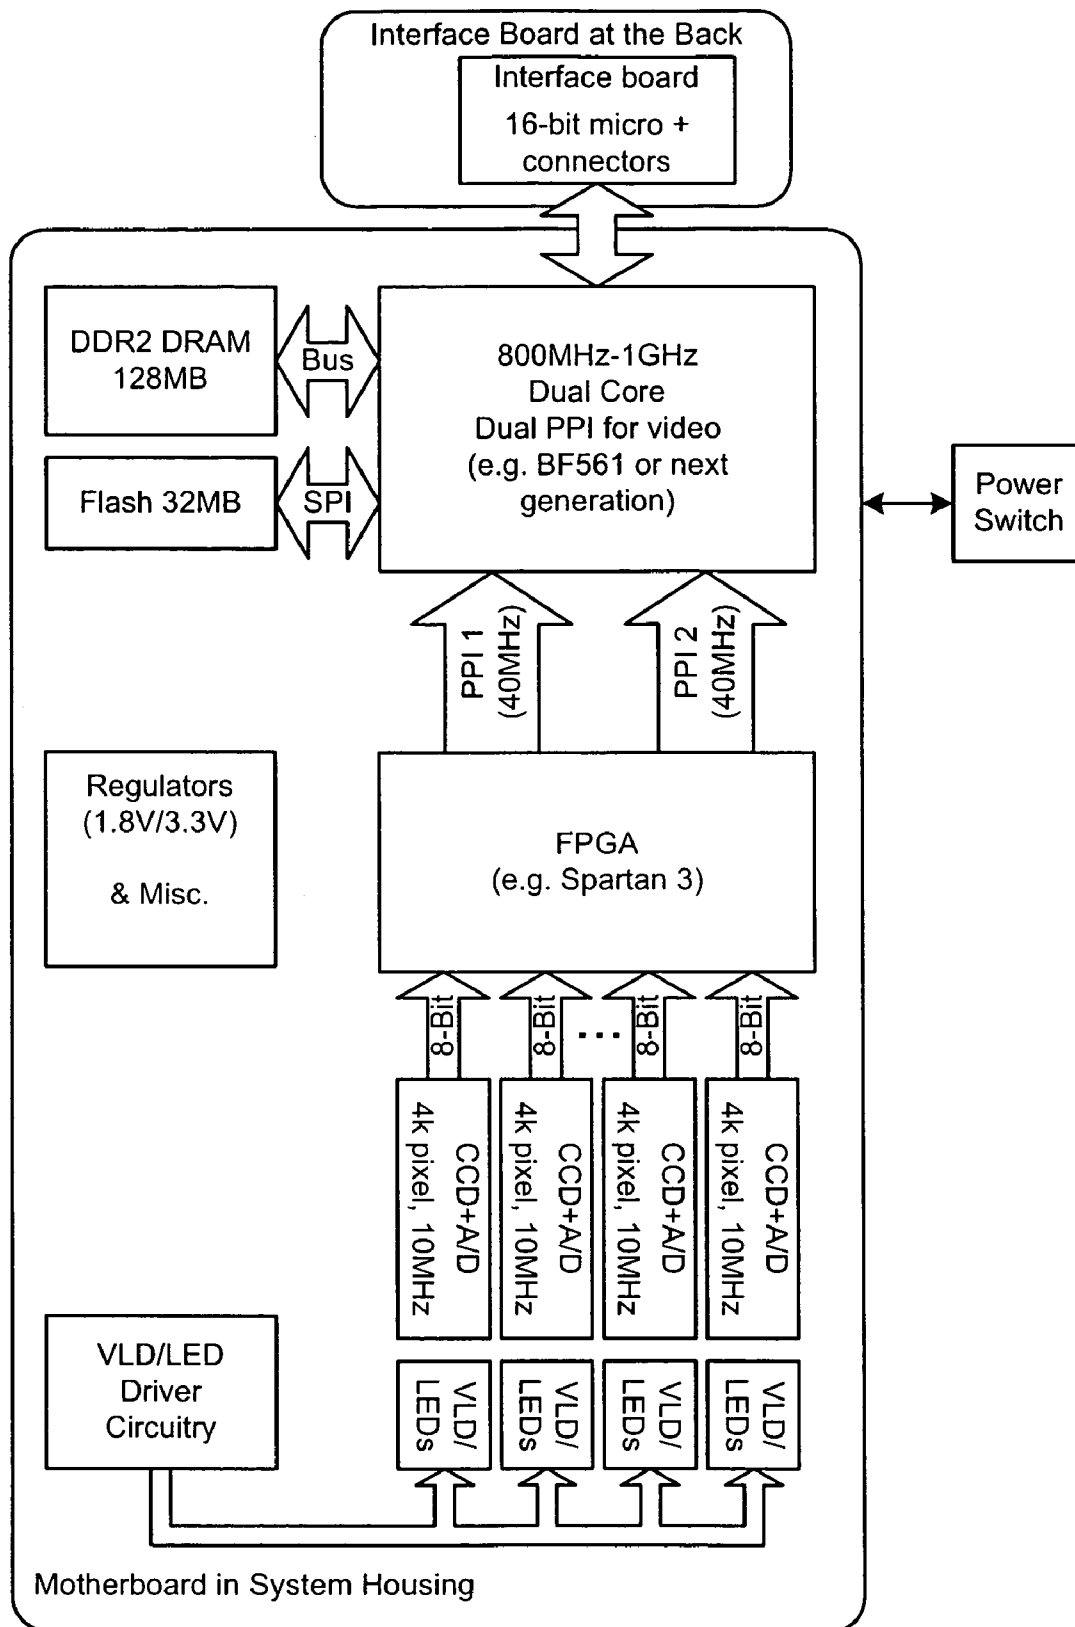 Interface Board at the Back
Interface board
16-bit micro +
connectors
DDR2 DRAM
128MB
Bus
800MHz-1GHz
Dual Core
Dual PPI for video
(e.g. BF561 or next
generation)
Flash 32MB
SPI
Power
Switch
PPI 1
(40MHz)
PPI 2
(40MHz)
Regulators
(1.8V/3.3V)
& Misc.
FPGA
(e.g. Spartan 3)
8-Bit
8-Bit
...
8-Bit
8-Bit
CCD+A/D
4k pixel, 10MHz
CCD+A/D
4k pixel, 10MHz
CCD+A/D
4k pixel, 10MHz
CCD+A/D
4k pixel, 10MHz
VLD/LED
Driver
Circuitry
VLD/
LEDs
VLD/
LEDs
VLD/
LEDs
VLD/
LEDs
Motherboard in System Housing